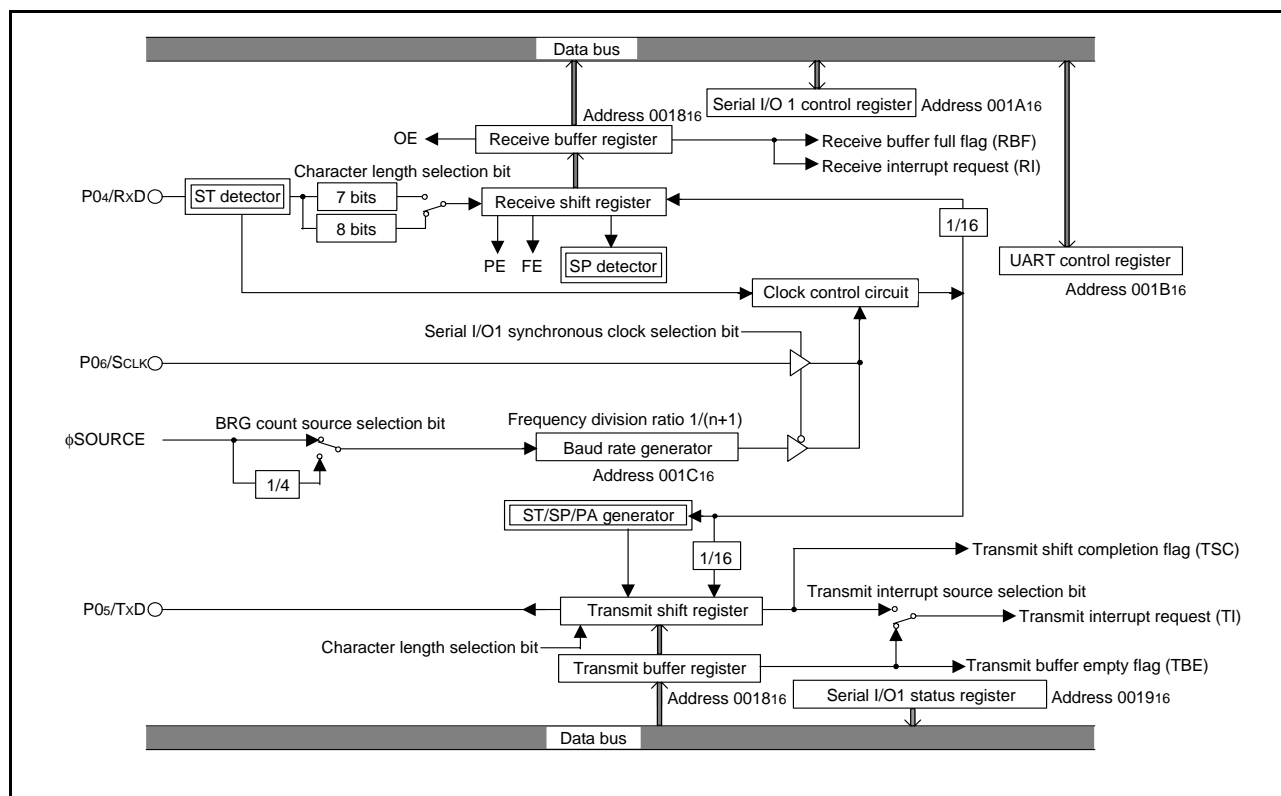 Data bus
Serial I/O 1 control register
Address 001A16
Address 001816
OE
Receive buffer register
Receive buffer full flag (RBF)
Receive interrupt request (RI)
Character length selection bit
P04/RXD
ST detector
7 bits
8 bits
Receive shift register
1/16
PE
FE
SP detector
UART control register
Address 001B16
Clock control circuit
Serial I/O1 synchronous clock selection bit
P06/SCLK
BRG count source selection bit
Frequency division ratio 1/(n+1)
φSOURCE
Baud rate generator
1/4
Address 001C16
ST/SP/PA generator
1/16
Transmit shift completion flag (TSC)
Transmit interrupt source selection bit
P05/TXD
Transmit shift register
Transmit interrupt request (TI)
Character length selection bit
Transmit buffer register
Transmit buffer empty flag (TBE)
Address 001816
Serial I/O1 status register
Address 001916
Data bus